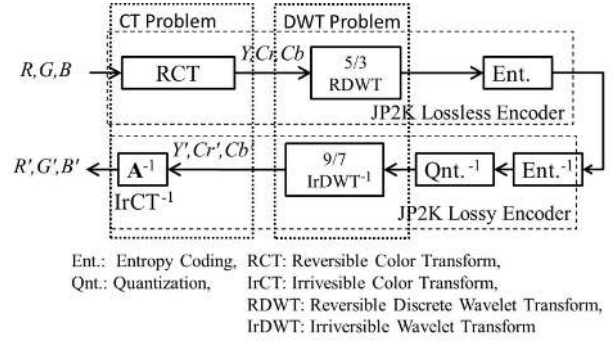 CT Problem
DWT Problem
R,G,B
RCT
Y,Cr,Cb
5/3
RDWT
Ent.
JP2K Lossless Encoder
R',G',B'
A⁻¹
IrCT⁻¹
Y',Cr',Cb'
9/7
IrDWT⁻¹
Qnt.⁻¹
Ent.⁻¹
JP2K Lossy Encoder
Ent.: Entropy Coding, RCT: Reversible Color Transform,
Qnt.: Quantization, IrCT: Irrivesible Color Transform,
RDWT: Reversible Discrete Wavelet Transform,
IrDWT: Irriversible Wavelet Transform